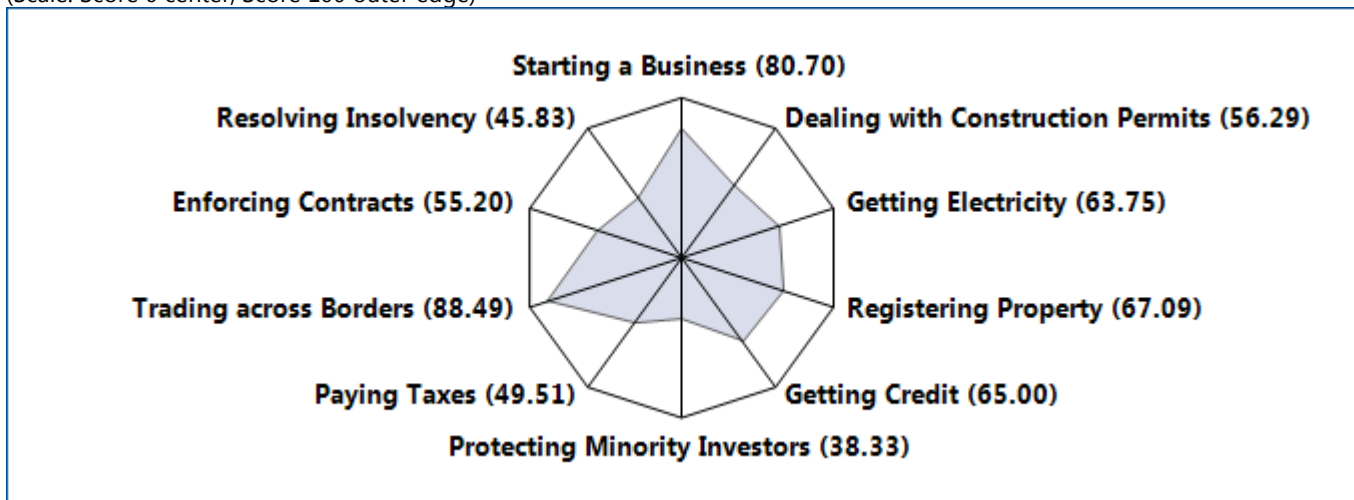 (Scale: Score 0 center, Score 100 outer edge)
Starting a Business (80.70)
Resolving Insolvency (45.83)
Dealing with Construction Permits (56.29)
Enforcing Contracts (55.20)
Getting Electricity (63.75)
Trading across Borders (88.49)
Registering Property (67.09)
Paying Taxes (49.51)
Getting Credit (65.00)
Protecting Minority Investors (38.33)